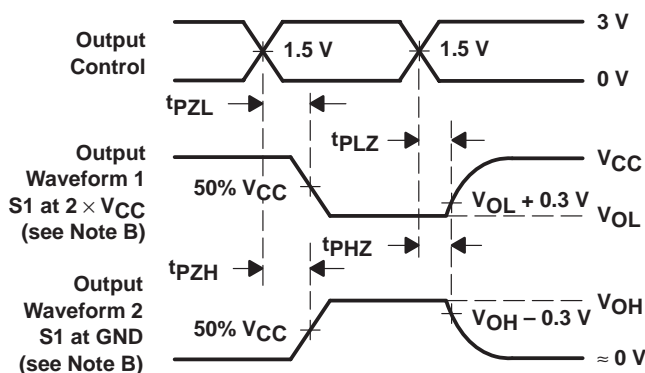 3 V
Output
Control
1.5 V
1.5 V
0 V
tPZL
tPLZ
Output
Waveform 1
S1 at 2 × VCC
(see Note B)
50% VCC
VCC
VOL + 0.3 V
VOL
tPZH
tPHZ
Output
Waveform 2
S1 at GND
(see Note B)
50% VCC
VOH
VOH – 0.3 V
≈ 0 V